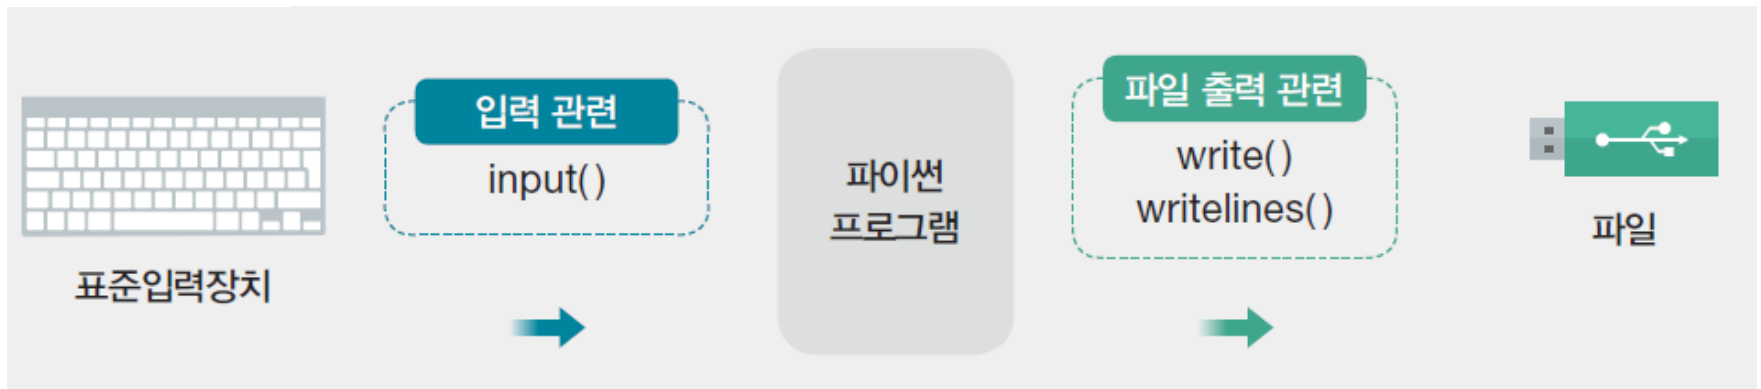 입력 관련
input()
표준입력장치
파이썬
프로그램
파일 출력 관련
write()
writelines()
파일